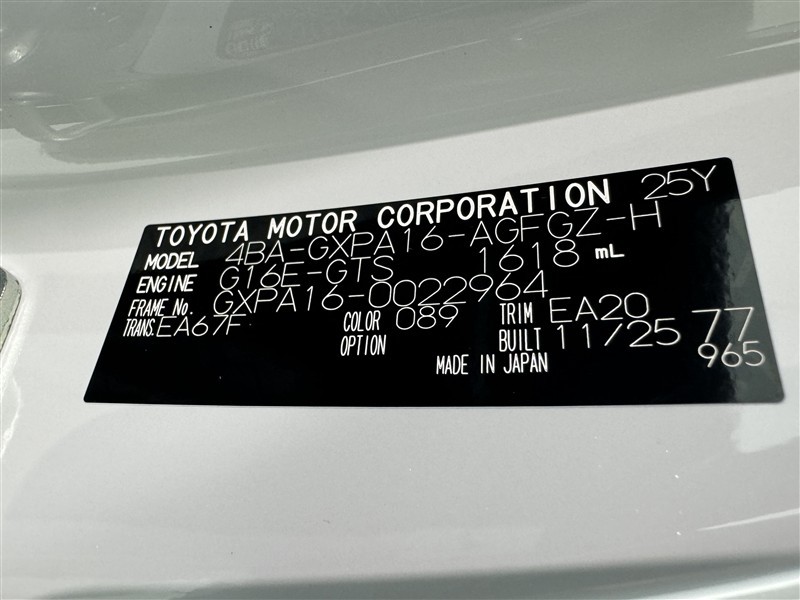 TOYOTA MOTOR CORPORATION 25Y
MODEL 4BA-GXPA16-AGFGZ-H
ENGINE G16E-GTS 1618 mL
FRAME No. GXPA16-0022964
TRANS. EA67F COLOR 089 TRIM EA20
OPTION BUILT 11/25 77
MADE IN JAPAN 965